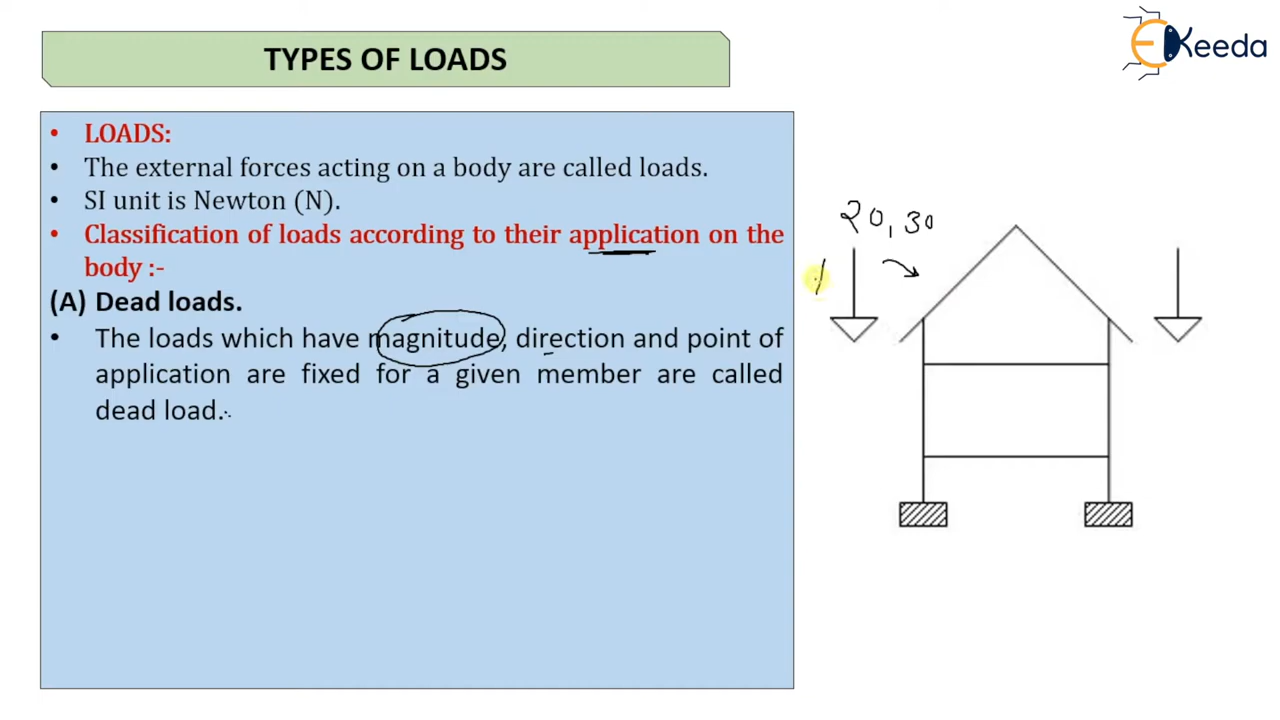 TYPES OF LOADS
EKeeda
• LOADS:
• The external forces acting on a body are called loads.
• SI unit is Newton (N).
• Classification of loads according to their application on the
body :-
(A) Dead loads.
• The loads which have magnitude, direction and point of
application are fixed for a given member are called
dead load.
20, 30